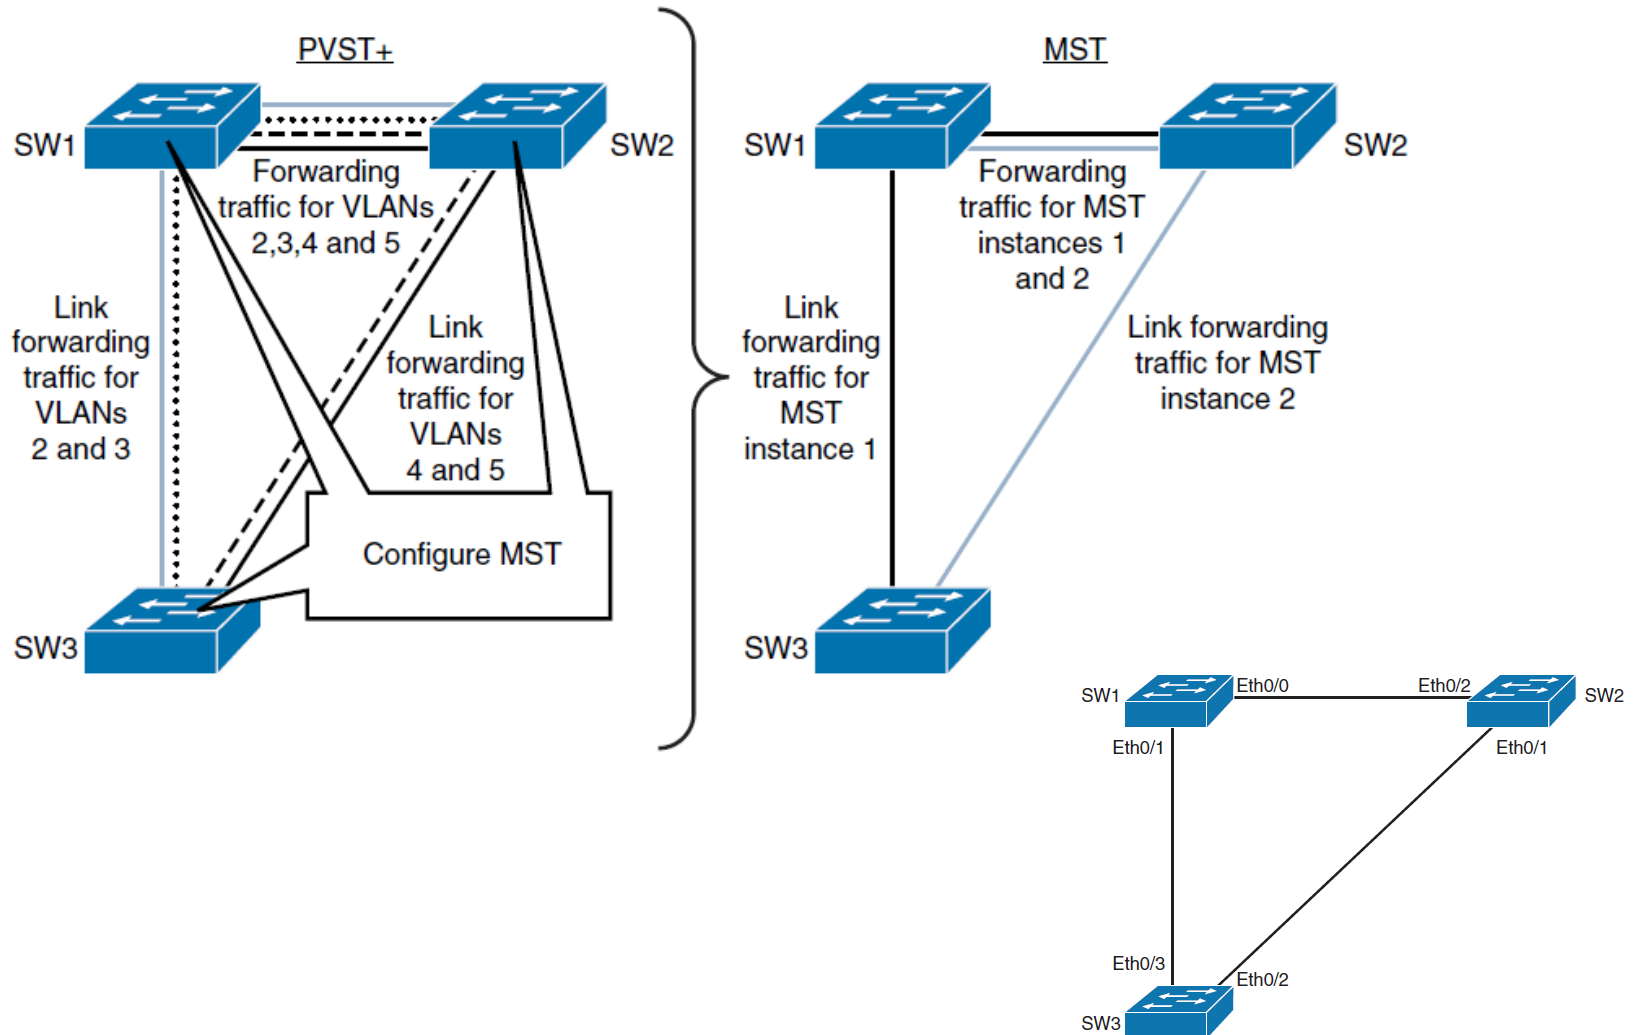 PVST+
SW1
SW2
Forwarding
traffic for VLANs
2,3,4 and 5
Link
forwarding
traffic for
VLANs
2 and 3
Link
forwarding
traffic for
VLANs
4 and 5
Configure MST
SW3
MST
SW1
SW2
Forwarding
traffic for MST
instances 1
and 2
Link
forwarding
traffic for
MST
instance 1
Link forwarding
traffic for MST
instance 2
SW3
SW1
Eth0/0
Eth0/2
SW2
Eth0/1
Eth0/1
Eth0/3
Eth0/2
SW3